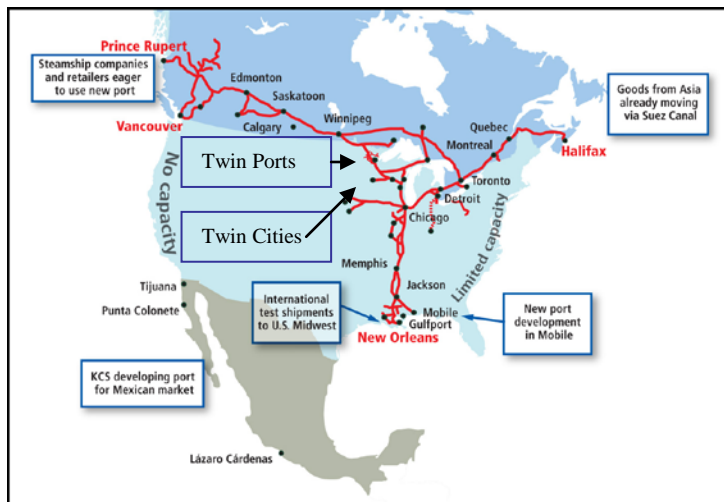 Prince Rupert
Steamship companies
and retailers eager
to use new port
Edmonton
Saskatoon
Goods from Asia
already moving
via Suez Canal
Vancouver
Calgary
Winnipeg
Quebec
Montreal
Halifax
No capacity
Twin Ports
Toronto
Detroit
Twin Cities
Chicago
Limited capacity
Memphis
Tijuana
Punta Colonete
Jackson
International
test shipments
to U.S. Midwest
Mobile
Gulfport
New Orleans
New port
development
in Mobile
KCS developing port
for Mexican market
Lázaro Cárdenas